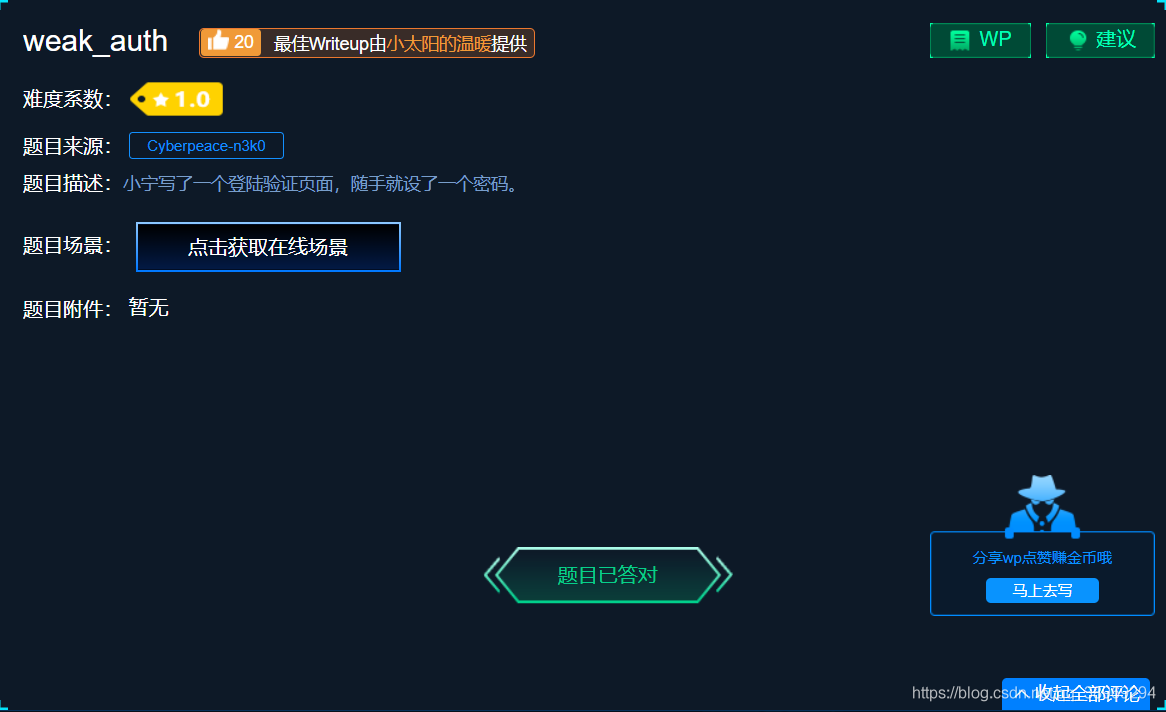 weak_auth 20 最佳Writeup由小太阳的温暖提供 WP 建议
难度系数： 1.0
题目来源： Cyberpeace-n3k0
题目描述： 小宁写了一个登陆验证页面，随手就设了一个密码。
题目场景： 点击获取在线场景
题目附件： 暂无
分享wp点赞赚金币哦
题目已答对
马上去写
收起全部评论
https://blog.csdn.